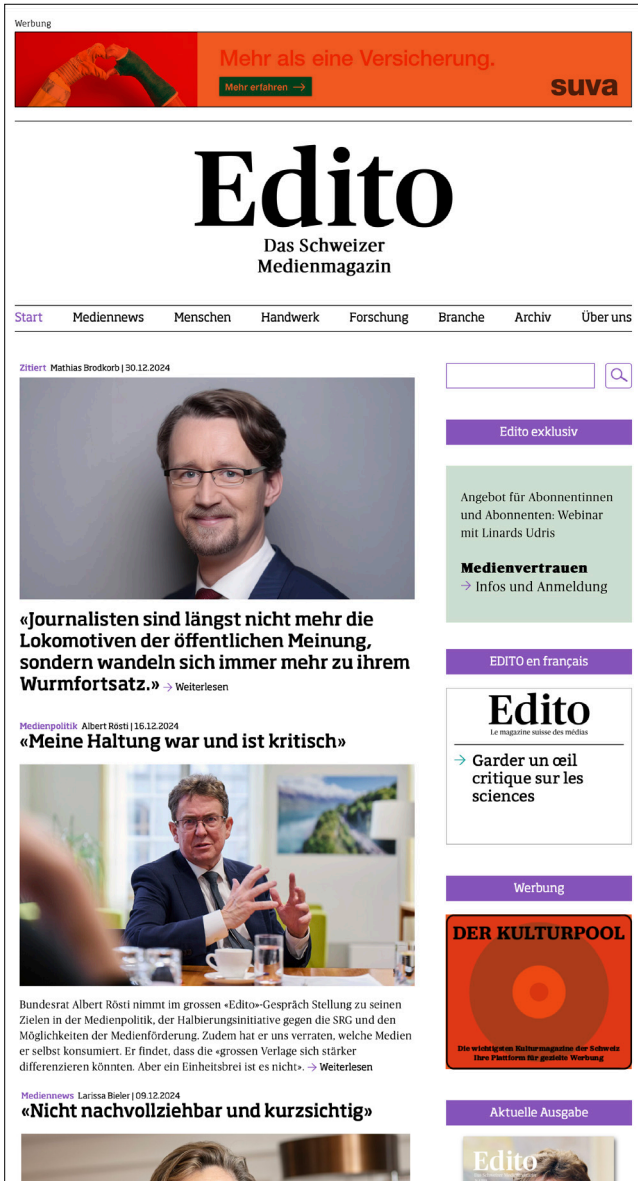 Werbung
Mehr als eine Versicherung.
Mehr erfahren →
suva
Edito
Das Schweizer
Medienmagazin
Start Mediennews Menschen Handwerk Forschung Branche Archiv Über uns
Zitiert Mathias Brodkorb | 30.12.2024
«Journalisten sind längst nicht mehr die
Lokomotiven der öffentlichen Meinung,
sondern wandeln sich immer mehr zu ihrem
Wurmfortsatz.» → Weiterlesen
Medienpolitik Albert Rösti | 16.12.2024
«Meine Haltung war und ist kritisch»
Bundesrat Albert Rösti nimmt im grossen «Edito»-Gespräch Stellung zu seinen
Zielen in der Medienpolitik, der Halbierungsinitiative gegen die SRG und den
Möglichkeiten der Medienförderung. Zudem hat er uns verraten, welche Medien
er selbst konsumiert. Er findet, dass die «grossen Verlage sich stärker
differenzieren könnten. Aber ein Einheitsbrei ist es nicht». → Weiterlesen
Mediennews Larissa Bieler | 09.12.2024
«Nicht nachvollziehbar und kurzsichtig»
Edito exklusiv
Angebot für Abonnentinnen
und Abonnenten: Webinar
mit Linards Udris
Medienvertrauen
→ Infos und Anmeldung
EDITO en français
Edito
Le magazine suisse des médias
→ Garder un œil
critique sur les
sciences
Werbung
DER KULTURPOOL
Die wichtigsten Kulturmagazine der Schweiz
Ihre Plattform für gezielte Werbung
Aktuelle Ausgabe
Edito